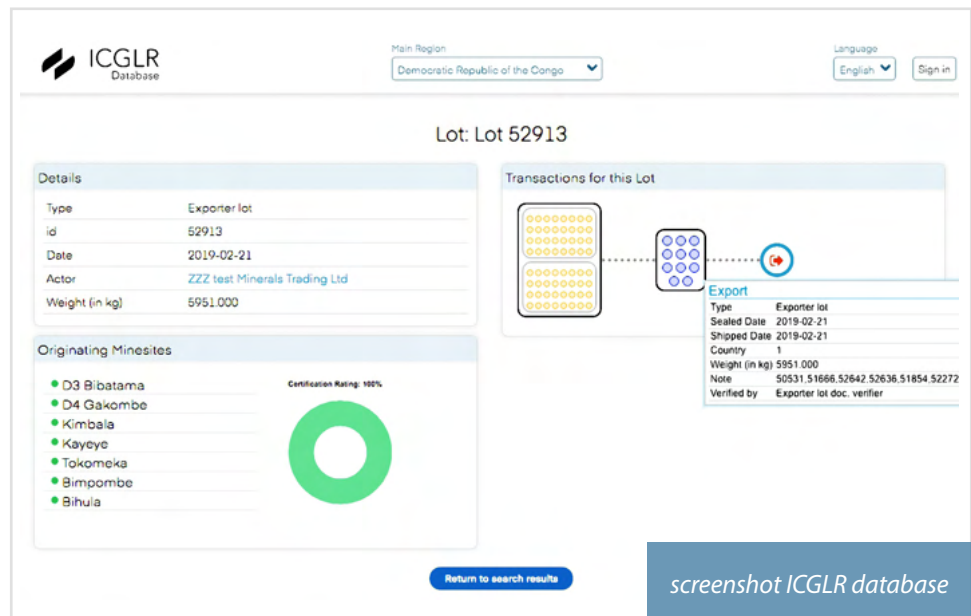 ICGLR
Database
Main Region
Democratic Republic of the Congo
Language
English
Sign in
Lot: Lot 52913
Details
Type Exporter lot
id 52913
Date 2019-02-21
Actor ZZZ test Minerals Trading Ltd
Weight (in kg) 5951.000
Transactions for this Lot
Export
Type Exporter lot
Sealed Date 2019-02-21
Shipped Date 2019-02-21
Country 1
Weight (in kg) 5951.000
Note 50531,51666,52642,52636,51854,52272
Verified by Exporter lot doc. verifier
Originating Minesites
D3 Bibatama
D4 Gakombe
Kimbala
Kayeye
Tokomeka
Bimpombe
Bihula
Certification Rating: 100%
Return to search results
screenshot ICGLR database